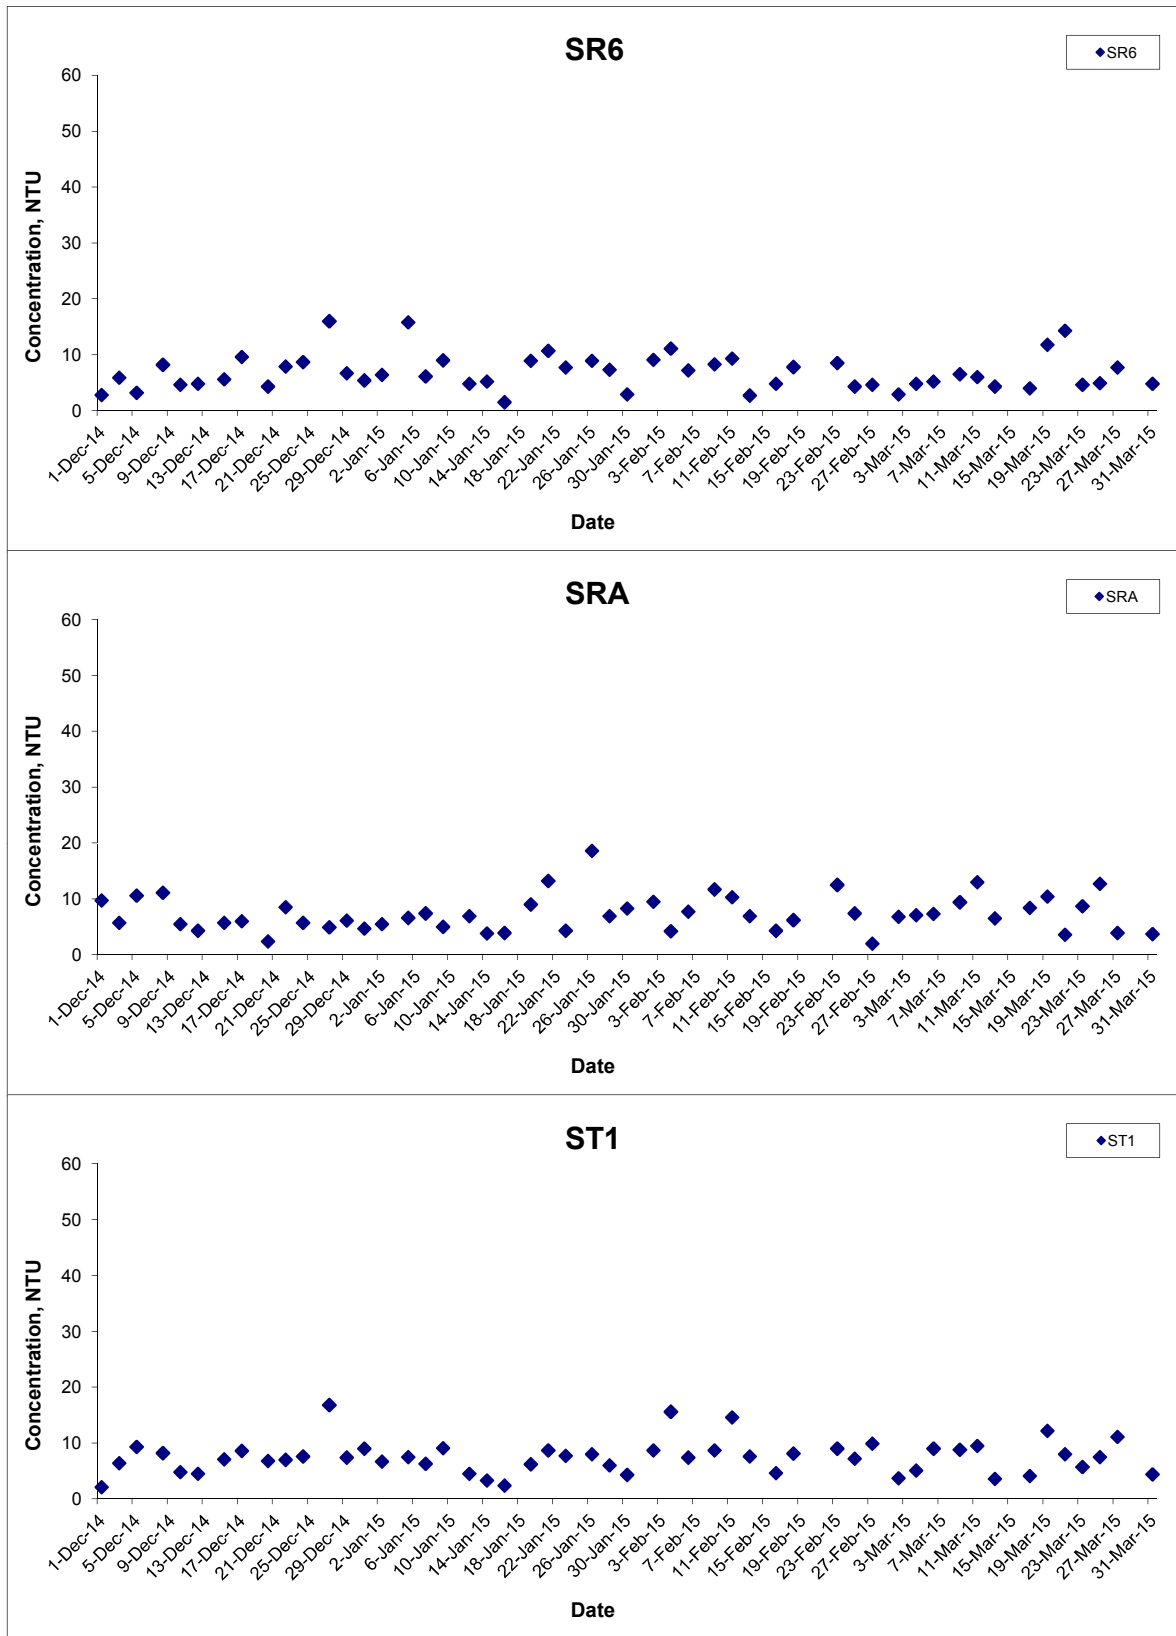 SR6
SR6
60
50
40
30
20
10
0
Concentration, NTU
1-Dec-14
5-Dec-14
9-Dec-14
13-Dec-14
17-Dec-14
21-Dec-14
25-Dec-14
29-Dec-14
2-Jan-15
6-Jan-15
10-Jan-15
14-Jan-15
18-Jan-15
22-Jan-15
26-Jan-15
30-Jan-15
3-Feb-15
7-Feb-15
11-Feb-15
15-Feb-15
19-Feb-15
23-Feb-15
27-Feb-15
3-Mar-15
7-Mar-15
11-Mar-15
15-Mar-15
19-Mar-15
23-Mar-15
27-Mar-15
31-Mar-15
Date
SRA
SRA
60
50
40
30
20
10
0
Concentration, NTU
1-Dec-14
5-Dec-14
9-Dec-14
13-Dec-14
17-Dec-14
21-Dec-14
25-Dec-14
29-Dec-14
2-Jan-15
6-Jan-15
10-Jan-15
14-Jan-15
18-Jan-15
22-Jan-15
26-Jan-15
30-Jan-15
3-Feb-15
7-Feb-15
11-Feb-15
15-Feb-15
19-Feb-15
23-Feb-15
27-Feb-15
3-Mar-15
7-Mar-15
11-Mar-15
15-Mar-15
19-Mar-15
23-Mar-15
27-Mar-15
31-Mar-15
Date
ST1
ST1
60
50
40
30
20
10
0
Concentration, NTU
1-Dec-14
5-Dec-14
9-Dec-14
13-Dec-14
17-Dec-14
21-Dec-14
25-Dec-14
29-Dec-14
2-Jan-15
6-Jan-15
10-Jan-15
14-Jan-15
18-Jan-15
22-Jan-15
26-Jan-15
30-Jan-15
3-Feb-15
7-Feb-15
11-Feb-15
15-Feb-15
19-Feb-15
23-Feb-15
27-Feb-15
3-Mar-15
7-Mar-15
11-Mar-15
15-Mar-15
19-Mar-15
23-Mar-15
27-Mar-15
31-Mar-15
Date